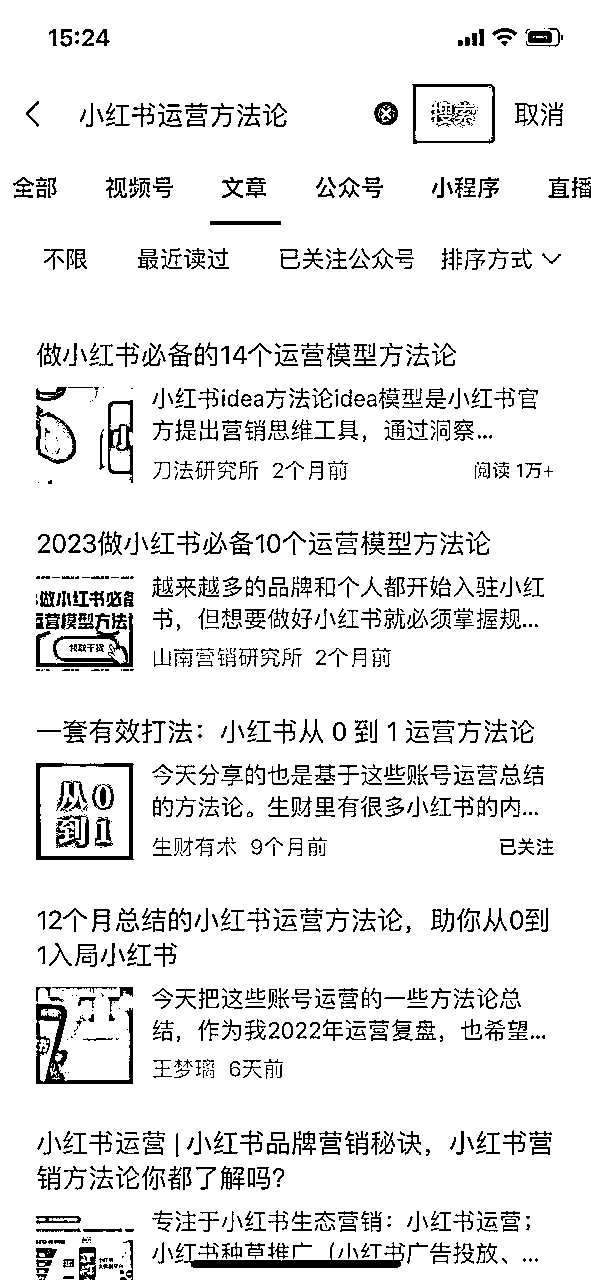 15:24
小红书运营方法论 搜索 取消
全部 视频号 文章 公众号 小程序 直播
不限 最近读过 已关注公众号 排序方式
做小红书必备的14个运营模型方法论
小红书idea方法论idea模型是小红书官
方提出营销思维工具，通过洞察...
刀法研究所 2个月前 阅读 1万+
2023做小红书必备10个运营模型方法论
做小红书必备
运营模型方法论
领取干货
越来越多的品牌和个人都开始入驻小红
书，但想要做好小红书就必须掌握规...
山南营销研究所 2个月前
一套有效打法：小红书从 0 到 1 运营方法论
从0
到1
今天分享的也是基于这些账号运营总结
的方法论。生财里有很多小红书的内...
生财有术 9个月前 已关注
12个月总结的小红书运营方法论，助你从0到
1入局小红书
今天把这些账号运营的一些方法论总
结，作为我2022年运营复盘，也希望...
王梦璃 6天前
小红书运营 | 小红书品牌营销秘诀，小红书营
销方法论你都了解吗？
专注于小红书生态营销：小红书运营；
小红书种草推广（小红书广告投放、...